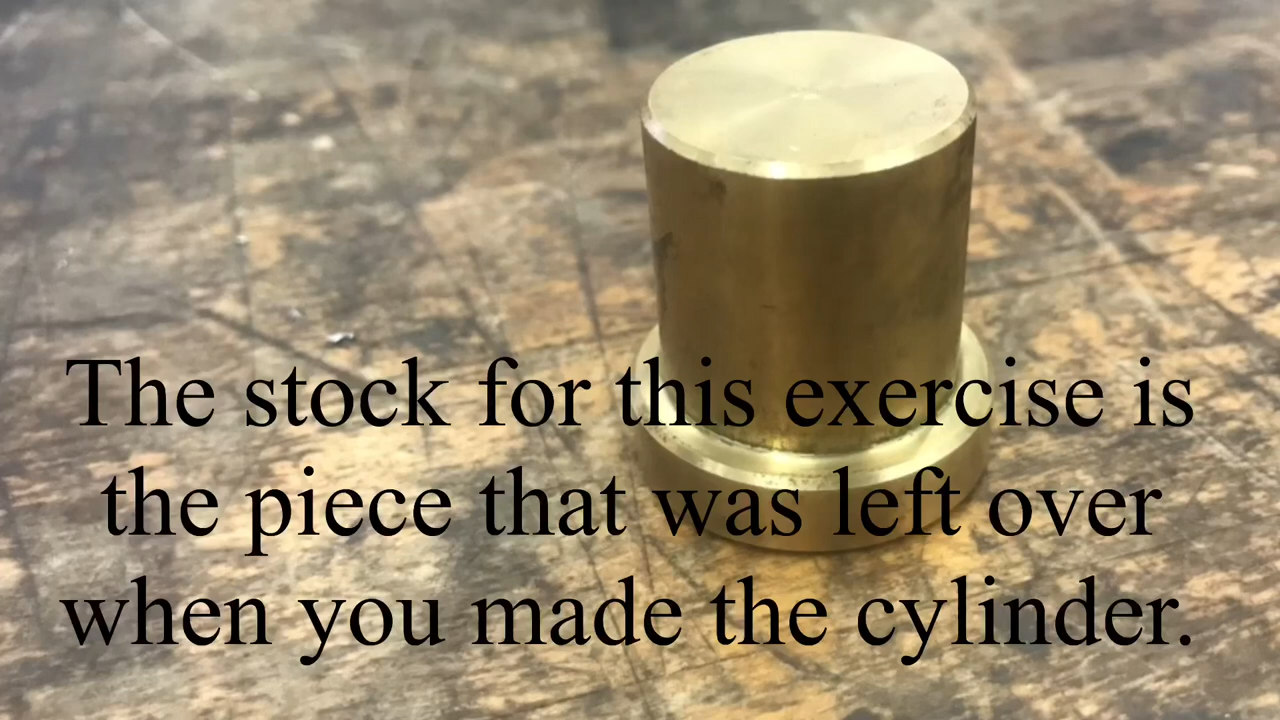 The stock for this exercise is
the piece that was left over
when you made the cylinder.